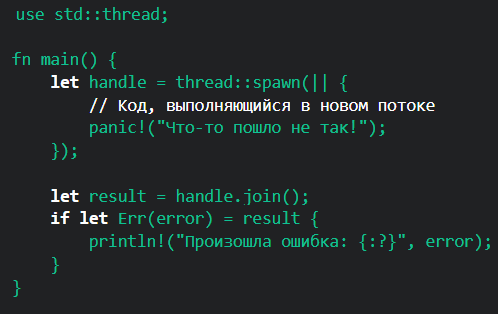 use std::thread;

fn main() {
    let handle = thread::spawn(|| {
        // Код, выполняющийся в новом потоке
        panic!("Что-то пошло не так!");
    });

    let result = handle.join();
    if let Err(error) = result {
        println!("Произошла ошибка: {:?}", error);
    }
}